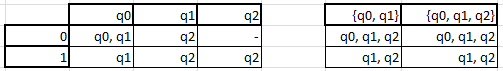 q0 q1 q2 {q0, q1} {q0, q1, q2}
0 q0, q1 q2 - q0, q1, q2 q0, q1, q2
1 q1 q2 q2 q1, q2 q1, q2